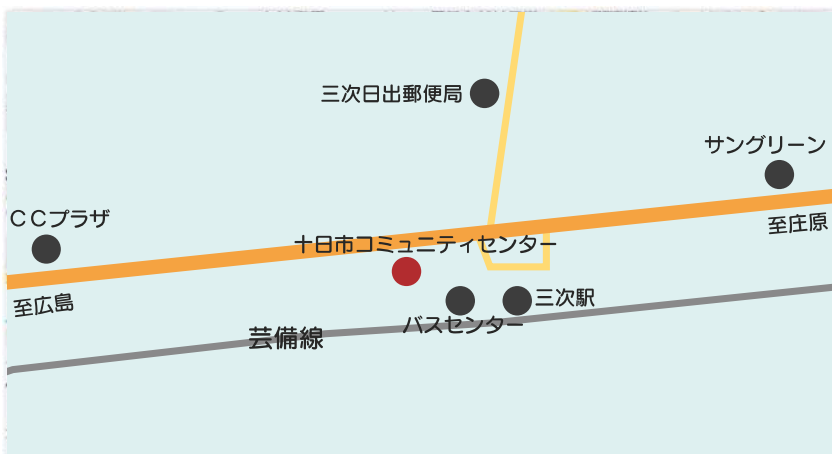 三次日出郵便局
サングリーン
CCプラザ
至庄原
十日市コミュニティセンター
至広島
三次駅
バスセンター
芸備線